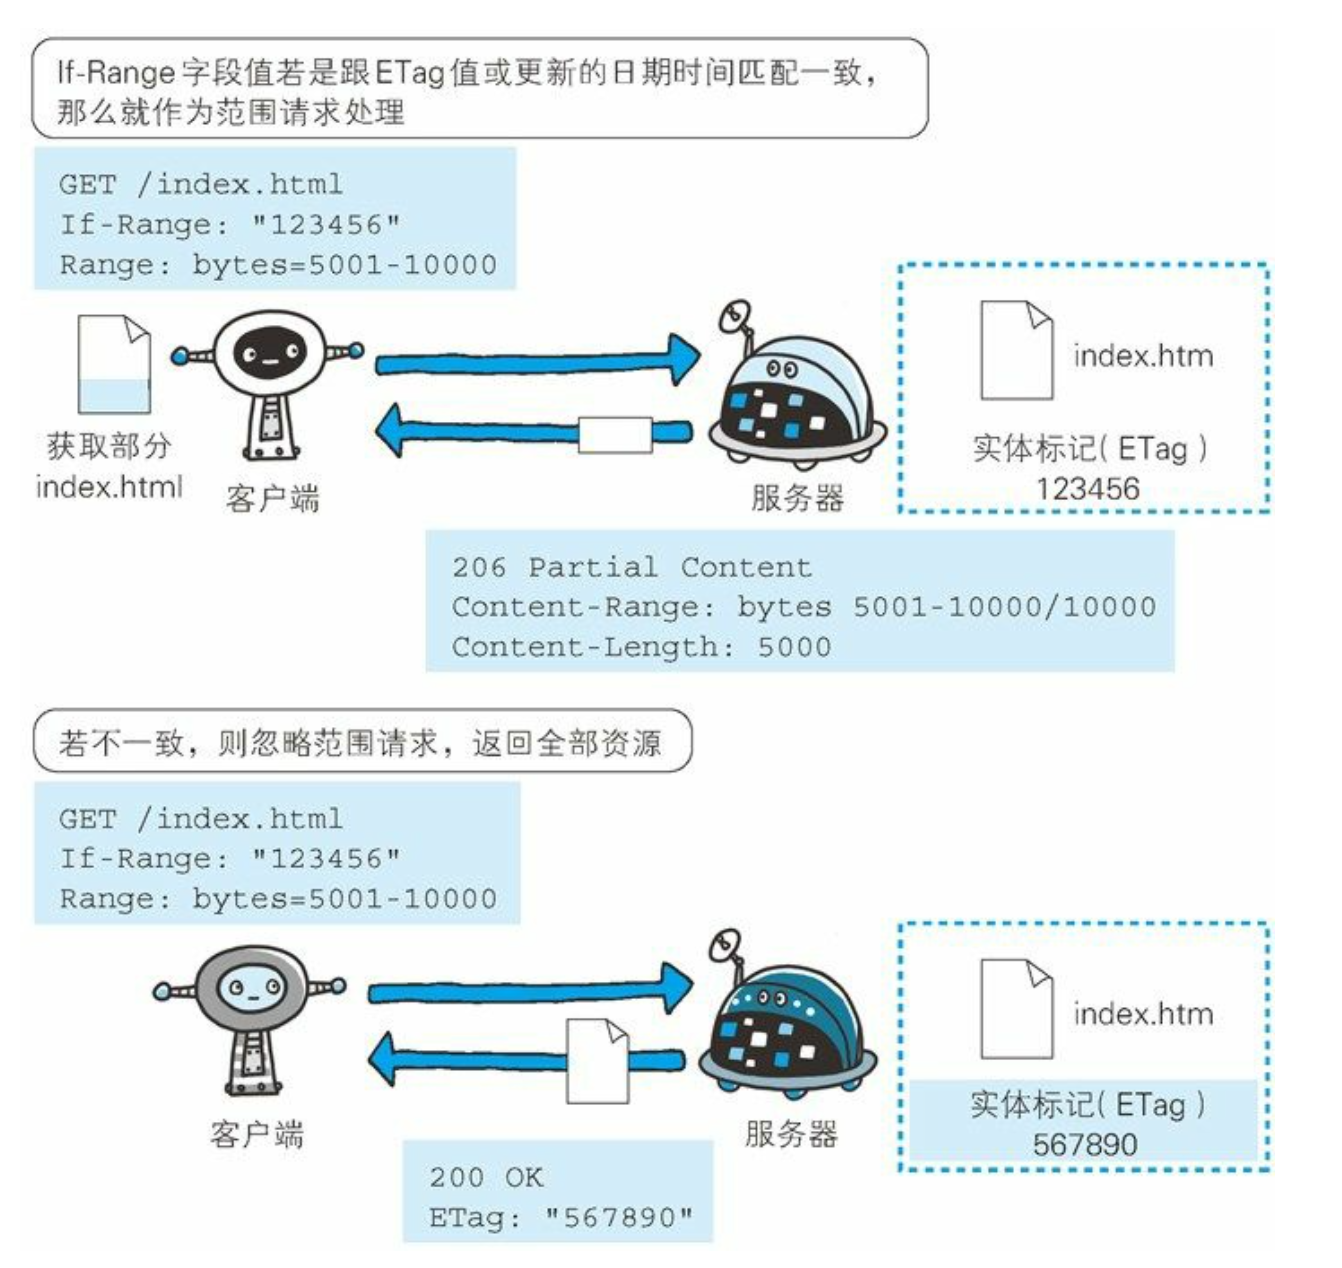 If-Range字段值若是跟ETag值或更新的日期时间匹配一致，
那么就作为范围请求处理
GET /index.html
If-Range: "123456"
Range: bytes=5001-10000
获取部分
index.html
客户端
服务器
index.htm
实体标记( ETag )
123456
206 Partial Content
Content-Range: bytes 5001-10000/10000
Content-Length: 5000
若不一致，则忽略范围请求，返回全部资源
GET /index.html
If-Range: "123456"
Range: bytes=5001-10000
客户端
服务器
index.htm
实体标记( ETag )
567890
200 OK
ETag: "567890"